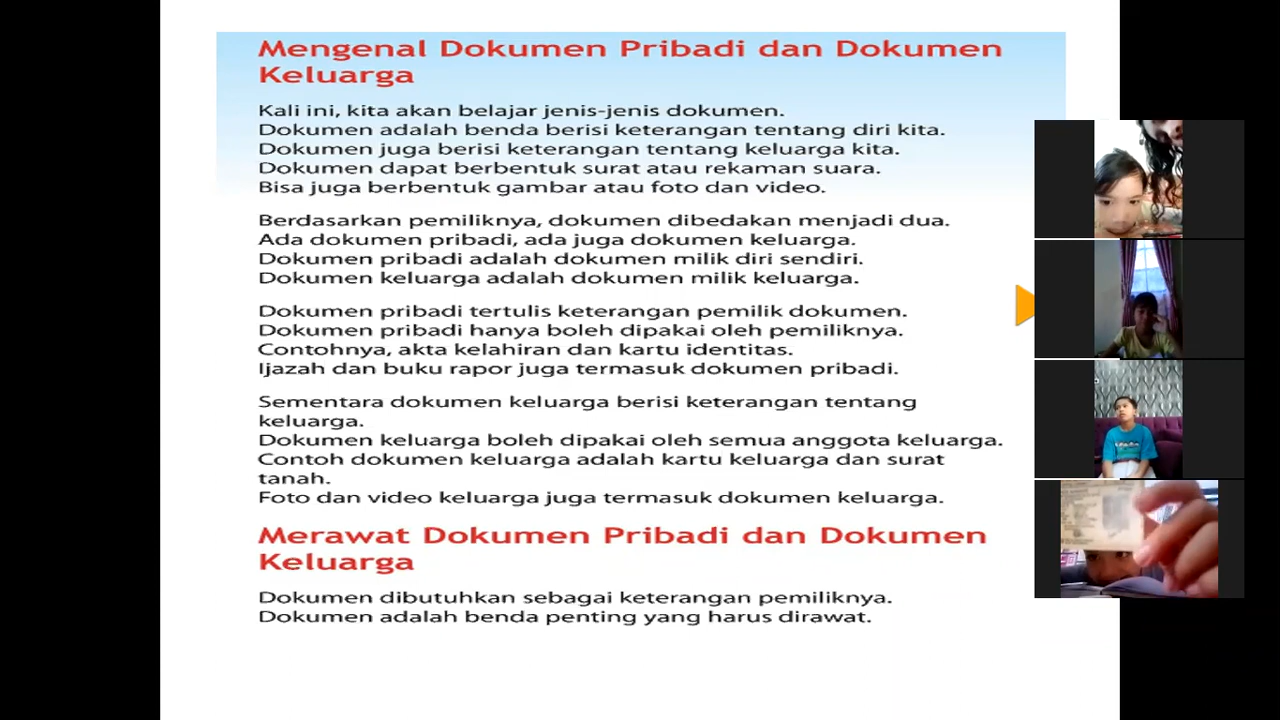 Mengenal Dokumen Pribadi dan Dokumen
Keluarga
Kali ini, kita akan belajar jenis-jenis dokumen.
Dokumen adalah benda berisi keterangan tentang diri kita.
Dokumen juga berisi keterangan tentang keluarga kita.
Dokumen dapat berbentuk surat atau rekaman suara.
Bisa juga berbentuk gambar atau foto dan video.
Berdasarkan pemiliknya, dokumen dibedakan menjadi dua.
Ada dokumen pribadi, ada juga dokumen keluarga.
Dokumen pribadi adalah dokumen milik diri sendiri.
Dokumen keluarga adalah dokumen milik keluarga.
Dokumen pribadi tertulis keterangan pemilik dokumen.
Dokumen pribadi hanya boleh dipakai oleh pemiliknya.
Contohnya, akta kelahiran dan kartu identitas.
Ijazah dan buku rapor juga termasuk dokumen pribadi.
Sementara dokumen keluarga berisi keterangan tentang
keluarga.
Dokumen keluarga boleh dipakai oleh semua anggota keluarga.
Contoh dokumen keluarga adalah kartu keluarga dan surat
tanah.
Foto dan video keluarga juga termasuk dokumen keluarga.
Merawat Dokumen Pribadi dan Dokumen
Keluarga
Dokumen dibutuhkan sebagai keterangan pemiliknya.
Dokumen adalah benda penting yang harus dirawat.